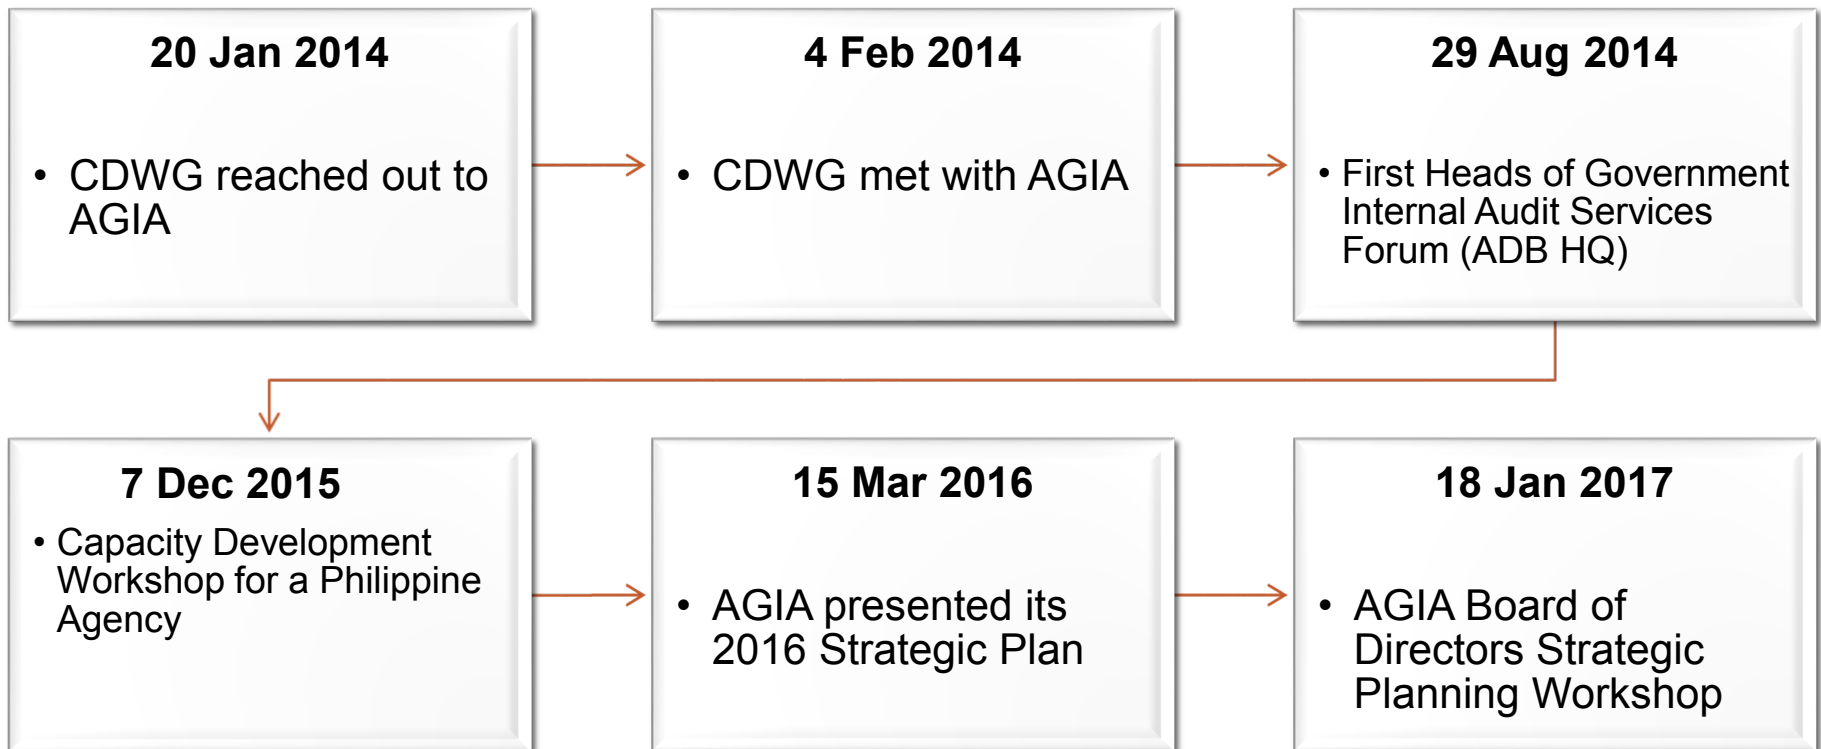 20 Jan 2014
• CDWG reached out to
AGIA
4 Feb 2014
• CDWG met with AGIA
29 Aug 2014
• First Heads of Government
Internal Audit Services
Forum (ADB HQ)
7 Dec 2015
• Capacity Development
Workshop for a Philippine
Agency
15 Mar 2016
• AGIA presented its
2016 Strategic Plan
18 Jan 2017
• AGIA Board of
Directors Strategic
Planning Workshop